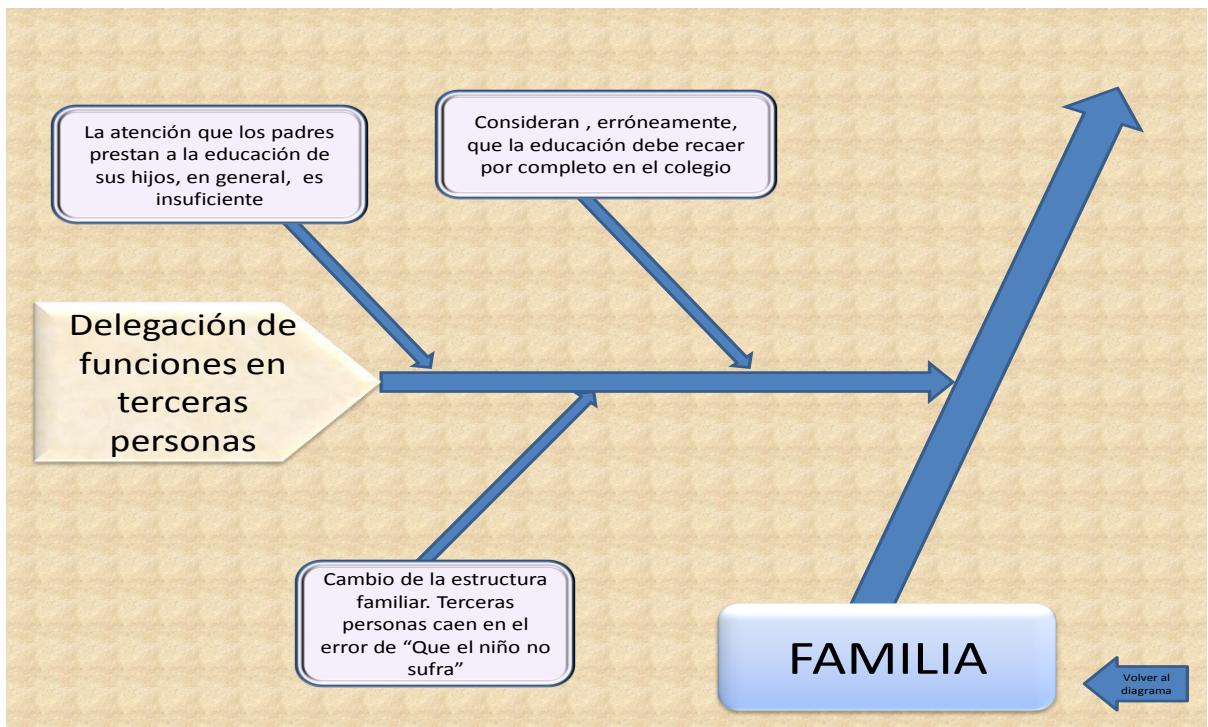 La atención que los padres
prestan a la educación de
sus hijos, en general, es
insuficiente
Consideran , erróneamente,
que la educación debe recaer
por completo en el colegio
Delegación de
funciones en
terceras
personas
Cambio de la estructura
familiar. Terceras
personas caen en el
error de “Que el niño no
sufra”
FAMILIA
Volver al
diagrama